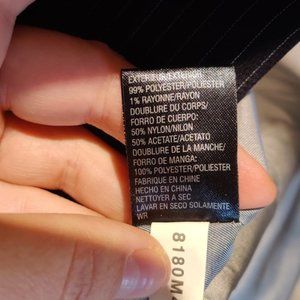 EXTERIEUR/EXTERIOR
99% POLYESTER/POLIESTER
1% RAYONNE/RAYON
DOUBLURE DU CORPS/
FORRO DE CUERPO:
50% NYLON/NILON
50% ACETATE/ACETATO
DOUBLURE DE LA MANCHE/
FORRO DE MANGA:
100% POLYESTER/POLIESTER
FABRIQUE EN CHINE
HECHO EN CHINA
NETTOYER A SEC
LAVAR EN SECO SOLAMENTE
WR
8180M